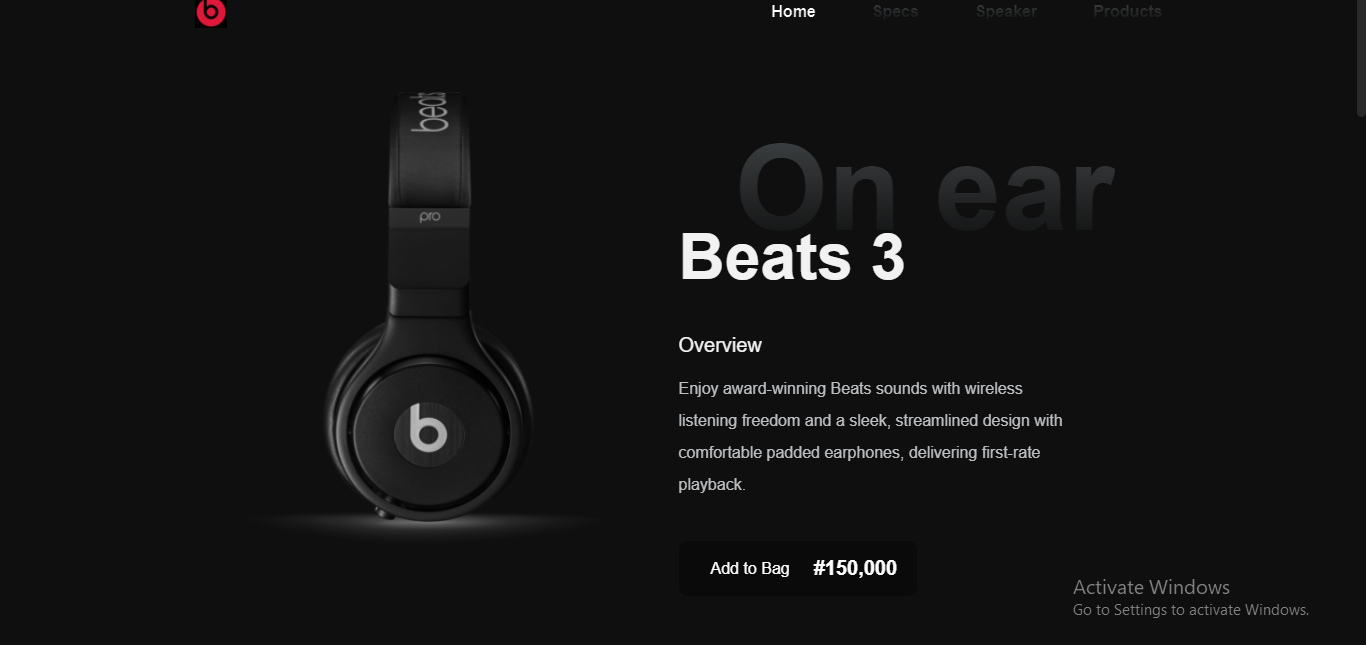 Home Specs Speaker Products
beats
pro
On ear
Beats 3
Overview
Enjoy award-winning Beats sounds with wireless
listening freedom and a sleek, streamlined design with
comfortable padded earphones, delivering first-rate
playback.
Add to Bag #150,000
Activate Windows
Go to Settings to activate Windows.